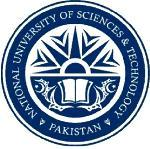 NATIONAL UNIVERSITY OF SCIENCES & TECHNOLOGY
PAKISTAN